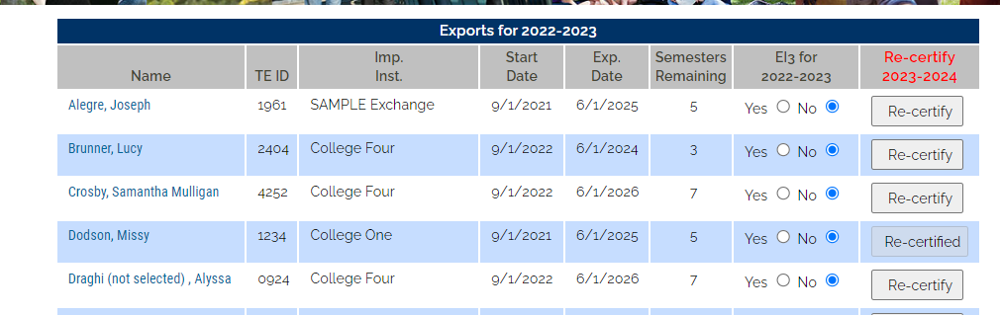 Exports for 2022-2023
Name TE ID Imp. Inst. Start Date Exp. Date Semesters Remaining EI3 for 2022-2023 Re-certify 2023-2024
Alegre, Joseph 1961 SAMPLE Exchange 9/1/2021 6/1/2025 5 Yes No Re-certify
Brunner, Lucy 2404 College Four 9/1/2022 6/1/2024 3 Yes No Re-certify
Crosby, Samantha Mulligan 4252 College Four 9/1/2022 6/1/2026 7 Yes No Re-certify
Dodson, Missy 1234 College One 9/1/2021 6/1/2025 5 Yes No Re-certified
Draghi (not selected) , Alyssa 0924 College Four 9/1/2022 6/1/2026 7 Yes No Re-certify